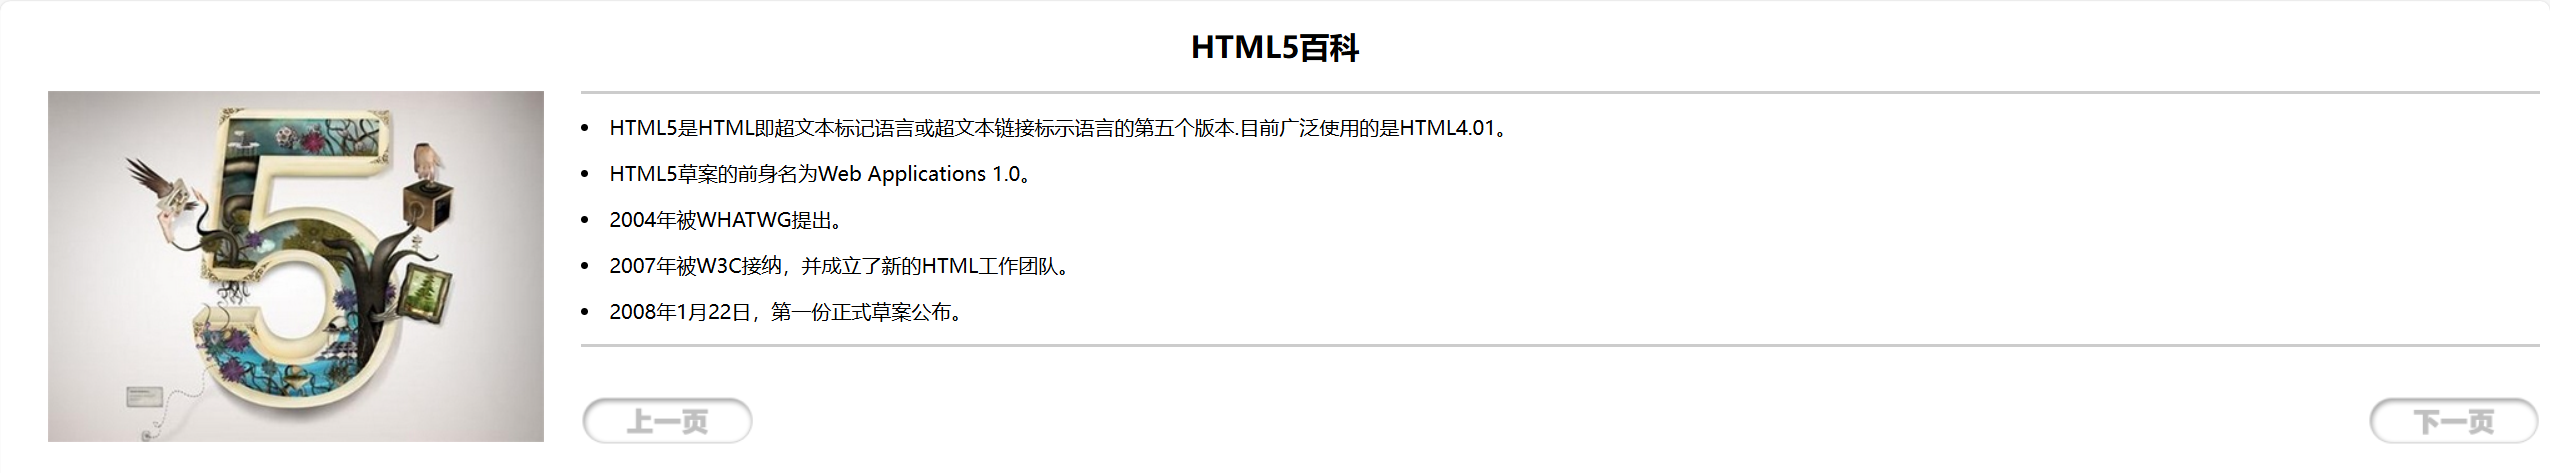 HTML5百科
HTML5是HTML即超文本标记语言或超文本链接标示语言的第五个版本.目前广泛使用的是HTML4.01。
HTML5草案的前身名为Web Applications 1.0。
2004年被WHATWG提出。
2007年被W3C接纳，并成立了新的HTML工作团队。
2008年1月22日，第一份正式草案公布。
上一页
下一页